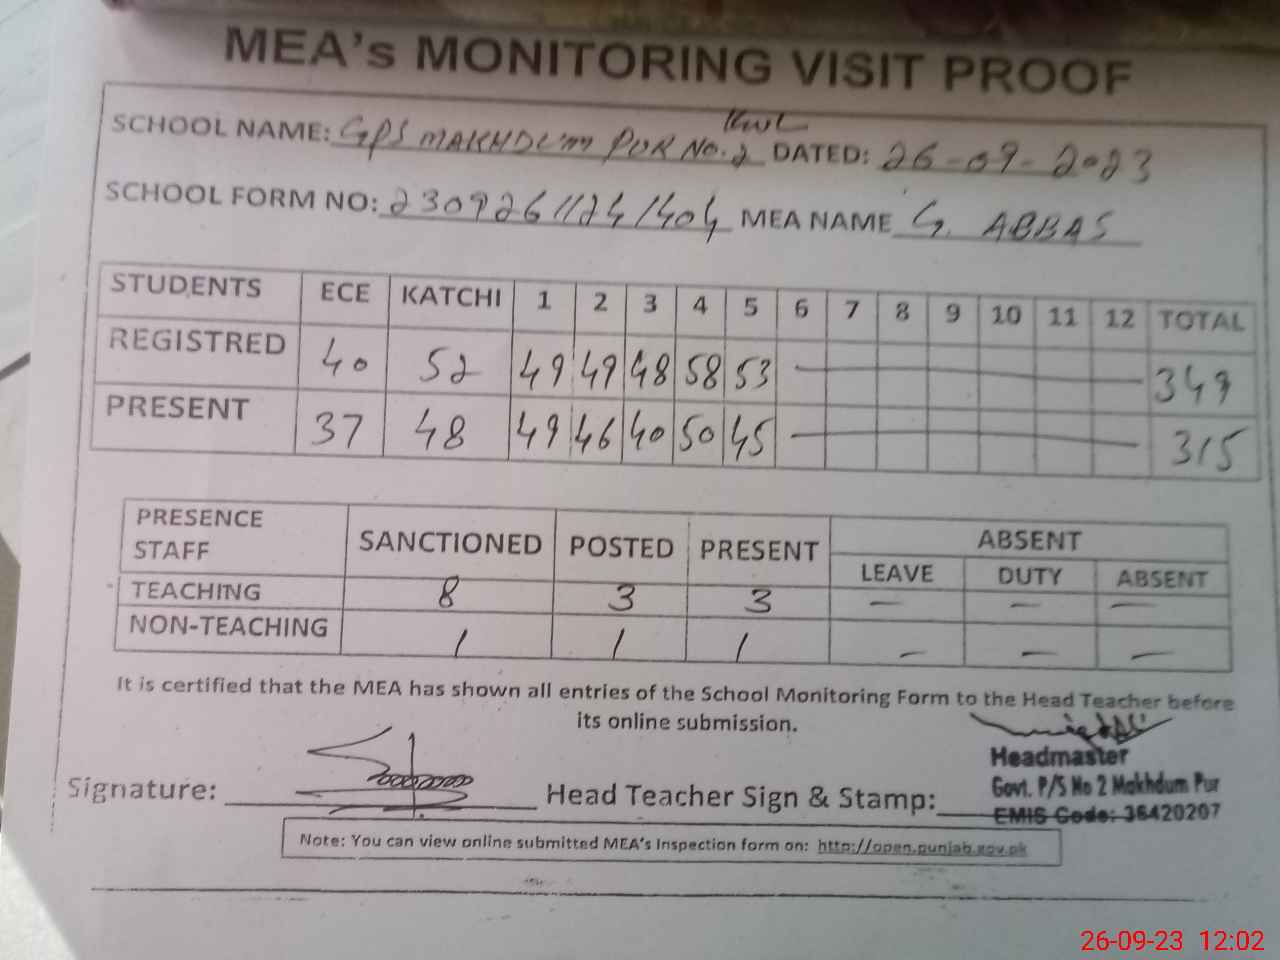 MEA's MONITORING VISIT PROOF
SCHOOL NAME: GPS MAKHDUM PUR No. 2 KWL DATED: 26-09-2023
SCHOOL FORM NO: 23092611241404 MEA NAME G. ABBAS
STUDENTS ECE KATCHI 1 2 3 4 5 6 7 8 9 10 11 12 TOTAL
REGISTRED 40 52 49 49 48 58 53 — 349
PRESENT 37 48 49 46 40 50 45 — 315
PRESENCE STAFF SANCTIONED POSTED PRESENT ABSENT
LEAVE DUTY ABSENT
TEACHING 8 3 3 — — —
NON-TEACHING 1 1 1 — — —
It is certified that the MEA has shown all entries of the School Monitoring Form to the Head Teacher before
its online submission.
Signature: Head Teacher Sign & Stamp:
Headmaster
Govt. P/S No 2 Makhdum Pur
EMIS Code: 36420207
Note: You can view online submitted MEA's Inspection form on: http://open.punjab.gov.pk
26-09-23 12:02